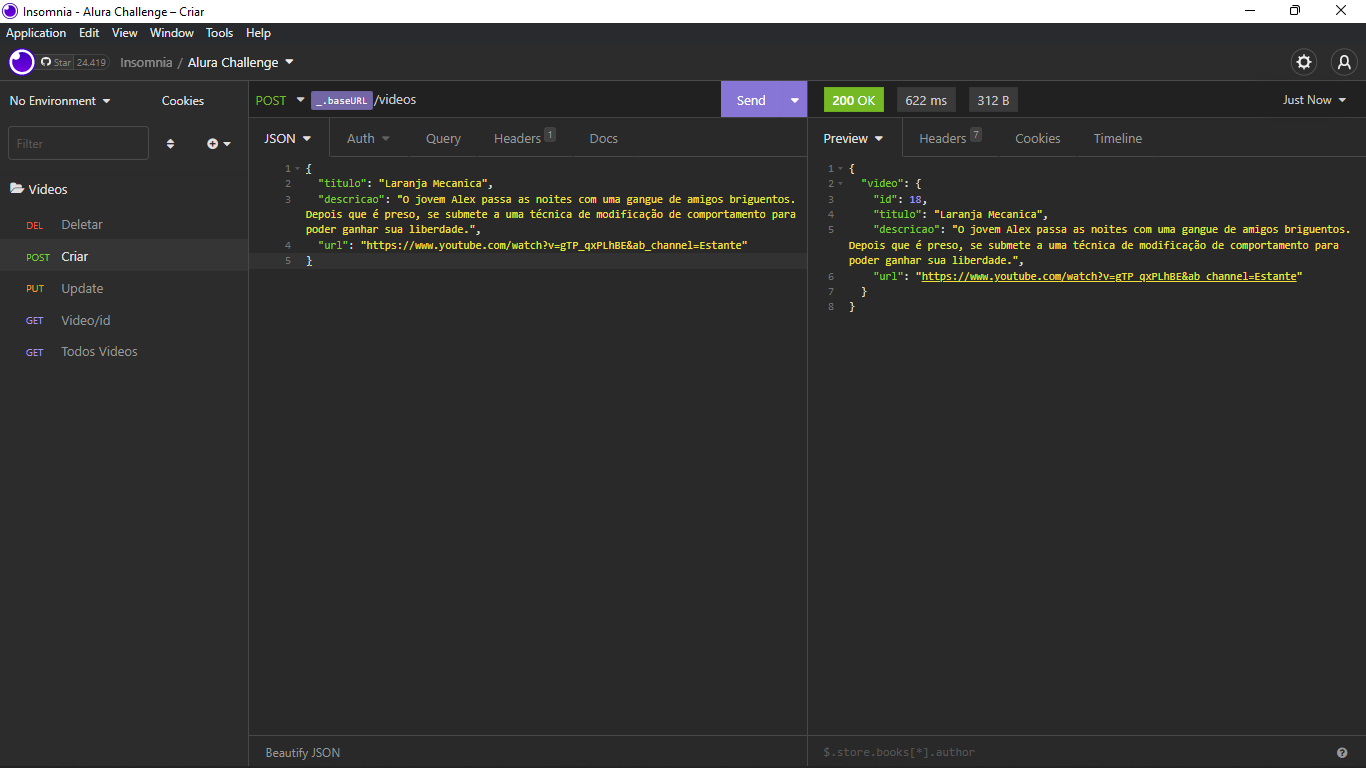 Insomnia - Alura Challenge – Criar
Application Edit View Window Tools Help
Star 24.419 Insomnia / Alura Challenge
No Environment Cookies
Filter
Videos
DEL Deletar
POST Criar
PUT Update
GET Video/id
GET Todos Videos
POST _.baseURL /videos Send
JSON Auth Query Headers 1 Docs
1 {
2 "titulo": "Laranja Mecanica",
3 "descricao": "O jovem Alex passa as noites com uma gangue de amigos briguentos.
Depois que é preso, se submete a uma técnica de modificação de comportamento para
poder ganhar sua liberdade.",
4 "url": "https://www.youtube.com/watch?v=gTP_qxPLhBE&ab_channel=Estante"
5 }
Beautify JSON
200 OK 622 ms 312 B Just Now
Preview Headers 7 Cookies Timeline
1 {
2 "video": {
3 "id": 18,
4 "titulo": "Laranja Mecanica",
5 "descricao": "O jovem Alex passa as noites com uma gangue de amigos briguentos.
Depois que é preso, se submete a uma técnica de modificação de comportamento para
poder ganhar sua liberdade.",
6 "url": "https://www.youtube.com/watch?v=gTP_qxPLhBE&ab_channel=Estante"
7 }
8 }
$.store.books[*].author